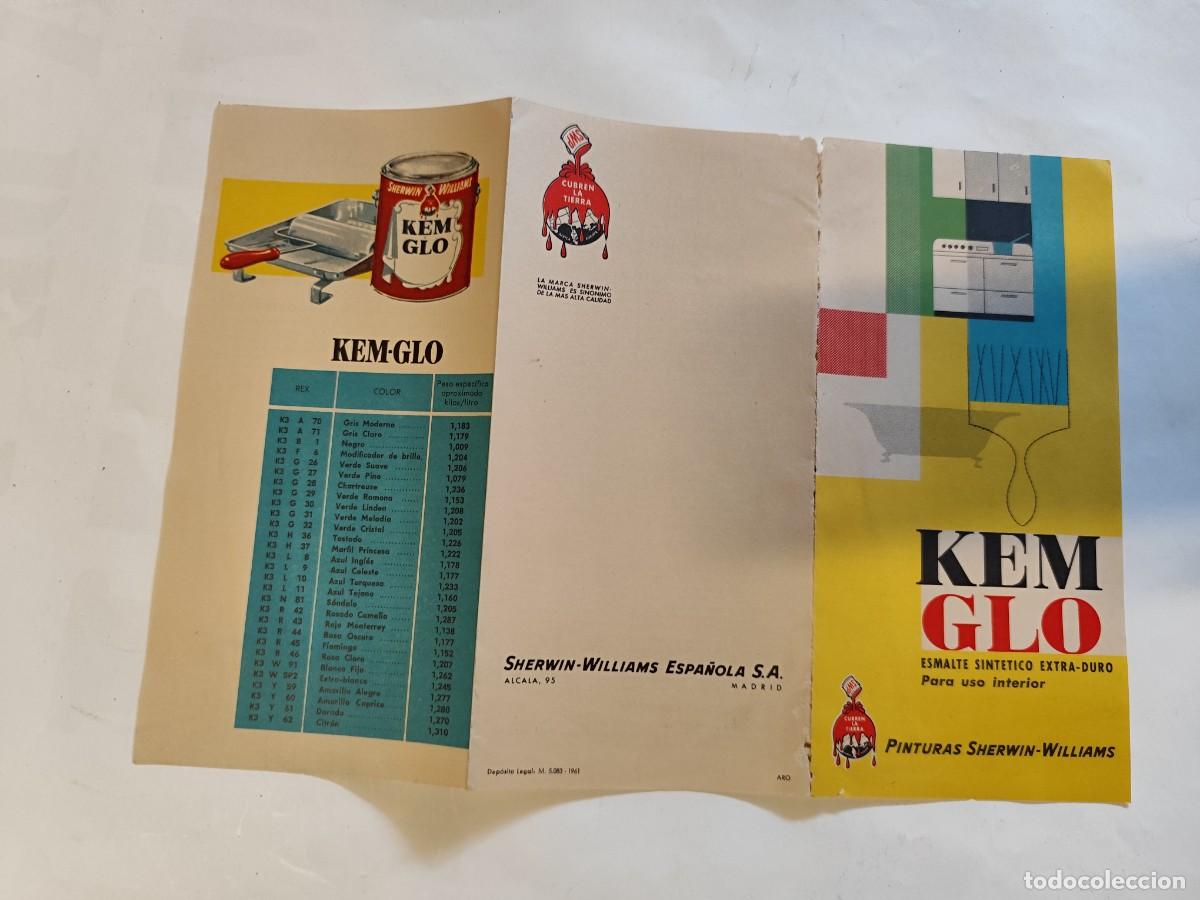 SHERWIN WILLIAMS
KEM
GLO
KEM-GLO
REX COLOR Peso específico
aproximado
kilos/litro
K3 A 70 Gris Moderno ........ 1,183
K3 A 71 Gris Claro ........ 1,179
K3 B 1 Negro ........ 1,009
K3 F 6 Modificador de brillo. 1,204
K3 G 26 Verde Suave ........ 1,206
K3 G 27 Verde Pino ........ 1,079
K3 G 28 Chartreuse ........ 1,236
K3 G 29 Verde Romano ...... 1,153
K3 G 30 Verde Linden ...... 1,208
K3 G 31 Verde Melodía ..... 1,202
K3 G 32 Verde Cristal ...... 1,205
K3 H 36 Tostado ........ 1,226
K3 H 37 Marfil Princesa .... 1,222
K3 L 8 Azul Inglés ........ 1,178
K3 L 9 Azul Celeste ....... 1,177
K3 L 10 Azul Turquesa ..... 1,233
K3 L 11 Azul Tejano ....... 1,160
K3 N 81 Sándalo ........ 1,205
K3 R 42 Rosado Camelia .... 1,287
K3 R 43 Rojo Monterrey .... 1,138
K3 R 44 Rosa Oscuro ....... 1,177
K3 R 45 Flamingo ........ 1,152
K3 R 46 Rosa Claro ........ 1,207
K3 W 91 Blanco Fijo ........ 1,262
K3 W SP2 Extra-blanco ....... 1,245
K3 Y 59 Amarillo Alegre .... 1,277
K3 Y 60 Amarillo Caprice ... 1,280
K3 Y 61 Dorado ........ 1,270
K3 Y 62 Citrón ........ 1,310
SWP
CUBREN
LA
TIERRA
LA MARCA SHERWIN-
WILLIAMS ES SINONIMO
DE LA MAS ALTA CALIDAD
SHERWIN-WILLIAMS ESPAÑOLA S.A.
ALCALA, 95 MADRID
Depósito Legal: M. 5.083 - 1961 ARO
KEM
GLO
ESMALTE SINTETICO EXTRA-DURO
Para uso interior
SWP
CUBREN
LA
TIERRA
PINTURAS SHERWIN-WILLIAMS
todocoleccion